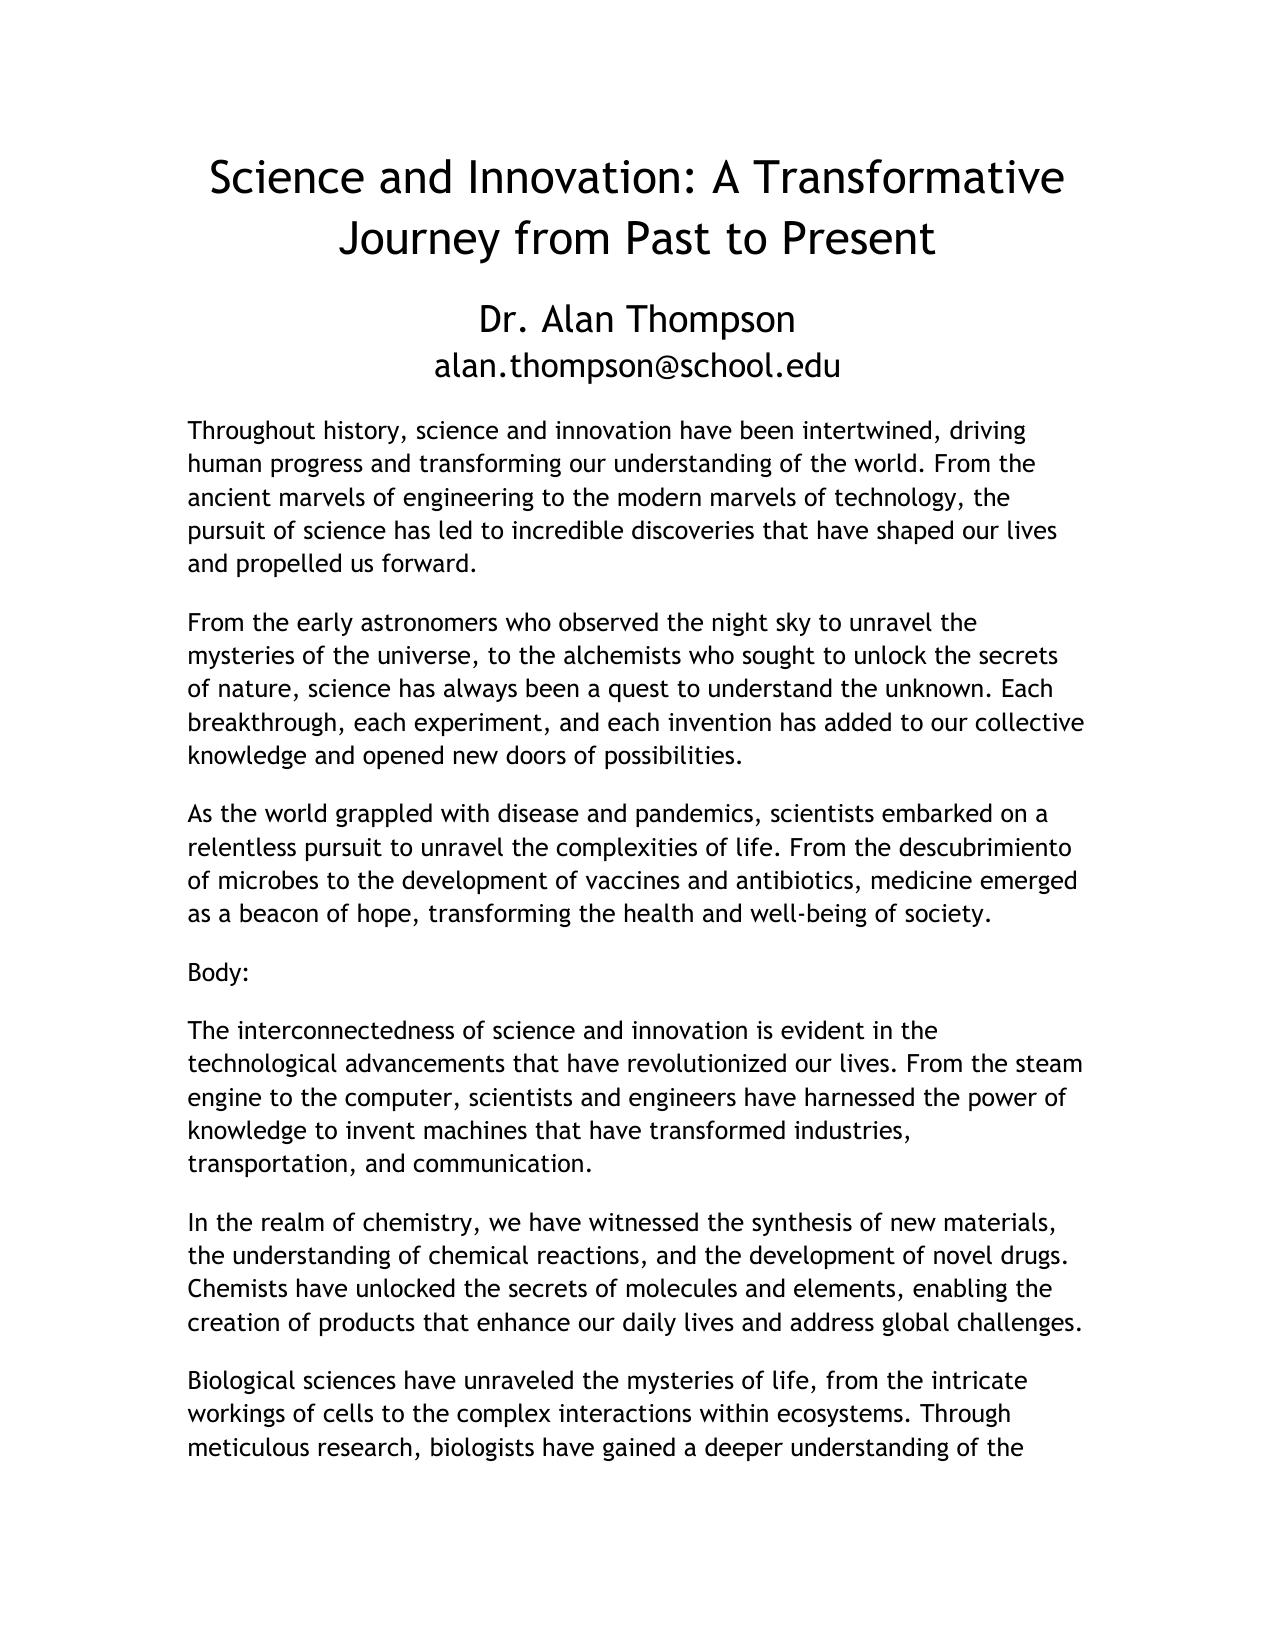 Science and Innovation: A Transformative
Journey from Past to Present
Dr. Alan Thompson
alan.thompson@school.edu
Throughout history, science and innovation have been intertwined, driving
human progress and transforming our understanding of the world. From the
ancient marvels of engineering to the modern marvels of technology, the
pursuit of science has led to incredible discoveries that have shaped our lives
and propelled us forward.
From the early astronomers who observed the night sky to unravel the
mysteries of the universe, to the alchemists who sought to unlock the secrets
of nature, science has always been a quest to understand the unknown. Each
breakthrough, each experiment, and each invention has added to our collective
knowledge and opened new doors of possibilities.
As the world grappled with disease and pandemics, scientists embarked on a
relentless pursuit to unravel the complexities of life. From the descubrimiento
of microbes to the development of vaccines and antibiotics, medicine emerged
as a beacon of hope, transforming the health and well-being of society.
Body:
The interconnectedness of science and innovation is evident in the
technological advancements that have revolutionized our lives. From the steam
engine to the computer, scientists and engineers have harnessed the power of
knowledge to invent machines that have transformed industries,
transportation, and communication.
In the realm of chemistry, we have witnessed the synthesis of new materials,
the understanding of chemical reactions, and the development of novel drugs.
Chemists have unlocked the secrets of molecules and elements, enabling the
creation of products that enhance our daily lives and address global challenges.
Biological sciences have unraveled the mysteries of life, from the intricate
workings of cells to the complex interactions within ecosystems. Through
meticulous research, biologists have gained a deeper understanding of the